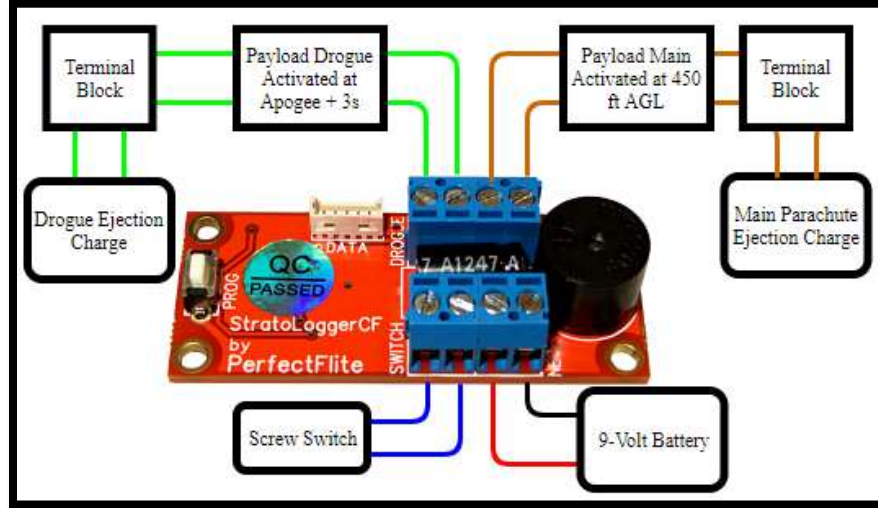 Terminal
Block
Payload Drogue
Activated at
Apogee + 3s
Payload Main
Activated at 450
ft AGL
Terminal
Block
Drogue Ejection
Charge
Main Parachute
Ejection Charge
DATA
DROGUE
A1247
QC
PASSED
PROG
StratoLoggerCF
by
PerfectFlite
SWITCH
Screw Switch
9-Volt Battery